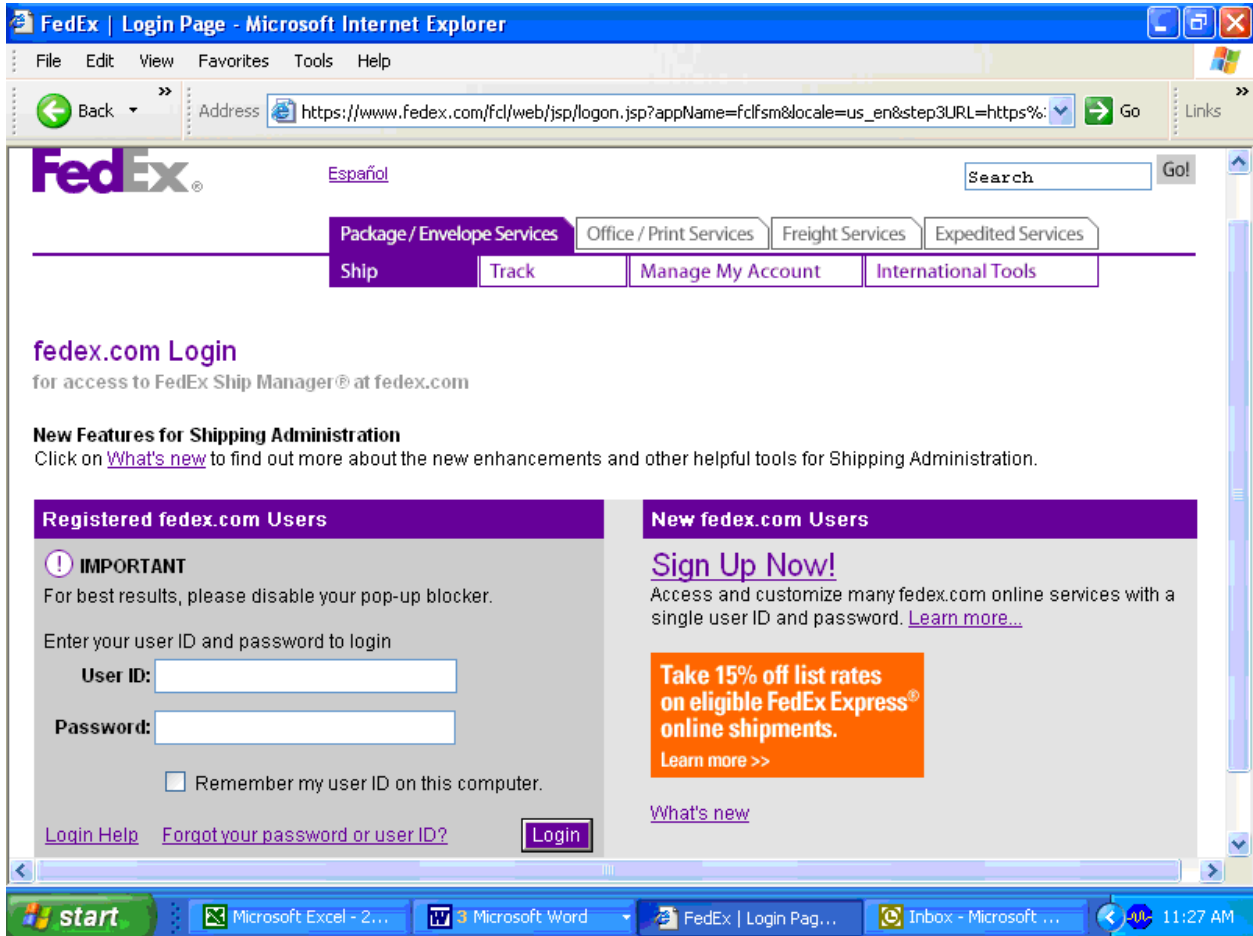 FedEx | Login Page - Microsoft Internet Explorer
File Edit View Favorites Tools Help
Back Address https://www.fedex.com/fcl/web/jsp/logon.jsp?appName=fclfsm&locale=us_en&step3URL=https%: Go Links
FedEx®
Español
Search Go!
Package / Envelope Services Office / Print Services Freight Services Expedited Services
Ship Track Manage My Account International Tools
fedex.com Login
for access to FedEx Ship Manager® at fedex.com
New Features for Shipping Administration
Click on What's new to find out more about the new enhancements and other helpful tools for Shipping Administration.
Registered fedex.com Users
! IMPORTANT
For best results, please disable your pop-up blocker.
Enter your user ID and password to login
User ID:
Password:
Remember my user ID on this computer.
Login Help Forgot your password or user ID? Login
New fedex.com Users
Sign Up Now!
Access and customize many fedex.com online services with a
single user ID and password. Learn more...
Take 15% off list rates
on eligible FedEx Express®
online shipments.
Learn more >>
What's new
start Microsoft Excel - 2... 3 Microsoft Word FedEx | Login Pag... Inbox - Microsoft ... 11:27 AM